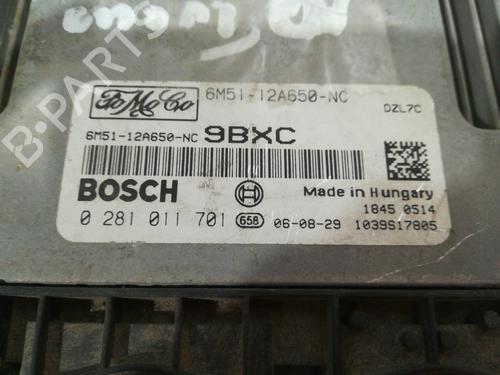 B-PARTS
FoMoCo
6M51-12A650-NC
DZL7C
6M51-12A650-NC 9BXC
BOSCH
Made in Hungary
1845 0514
0 281 011 701 658 06-08-29 1039S17805